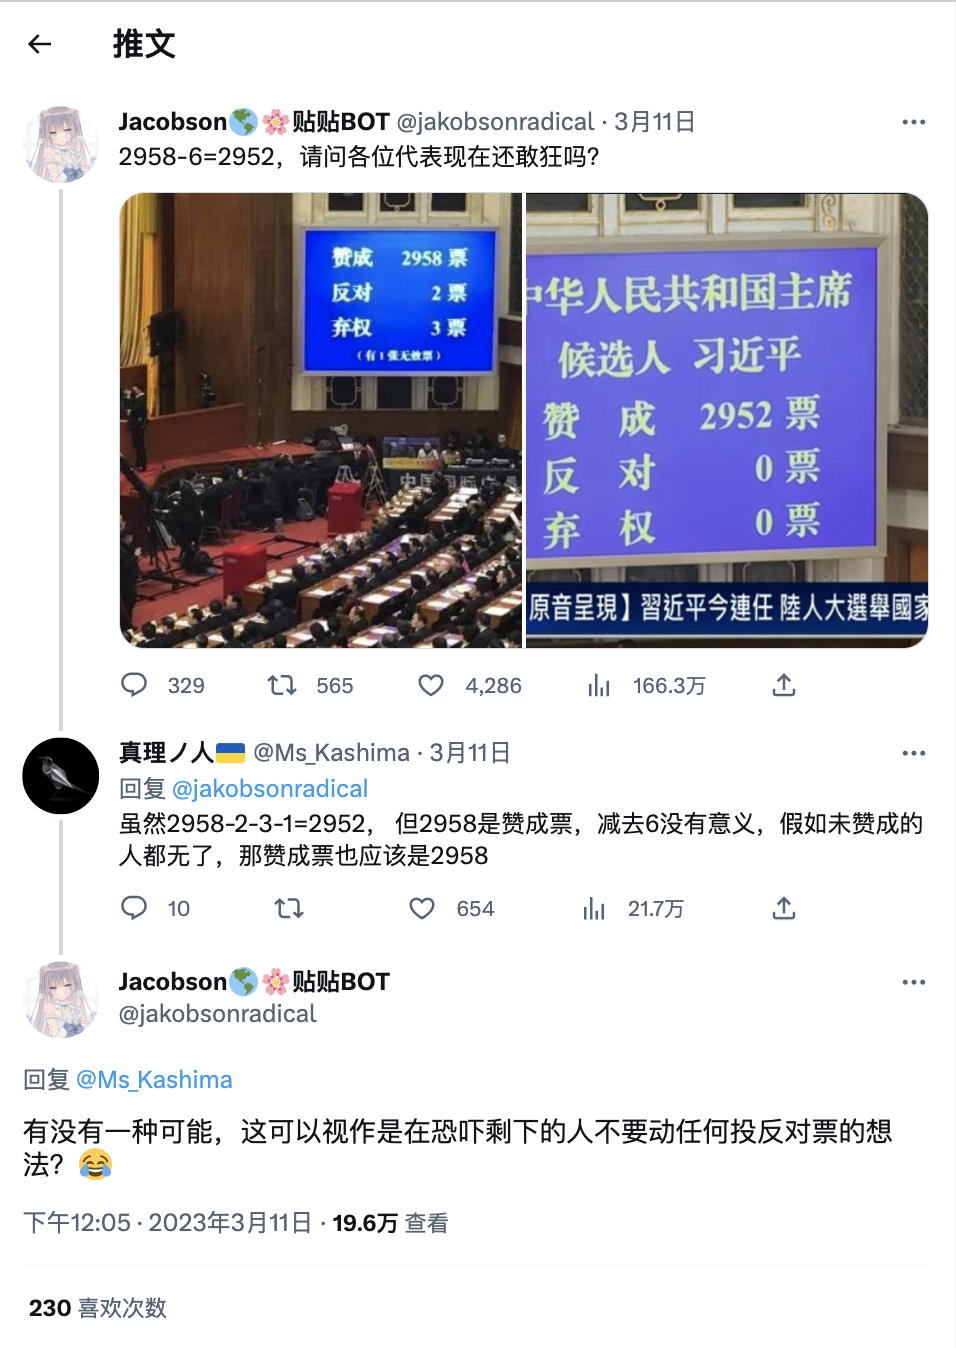 推文
Jacobson🌎🌸贴贴BOT @jakobsonradical · 3月11日
2958-6=2952，请问各位代表现在还敢狂吗?
赞成 2958 票
反对 2 票
弃权 3 票
（有1张无效票）
中国国际广
中华人民共和国主席
候选人 习近平
赞 成 2952 票
反 对 0 票
弃 权 0 票
原音呈現】習近平今連任 陸人大選舉國家
329 565 4,286 166.3万
真理ノ人🇺🇦 @Ms_Kashima · 3月11日
回复 @jakobsonradical
虽然2958-2-3-1=2952， 但2958是赞成票，减去6没有意义，假如未赞成的
人都无了，那赞成票也应该是2958
10 654 21.7万
Jacobson🌎🌸贴贴BOT
@jakobsonradical
回复 @Ms_Kashima
有没有一种可能，这可以视作是在恐吓剩下的人不要动任何投反对票的想
法？😂
下午12:05 · 2023年3月11日 · 19.6万 查看
230 喜欢次数